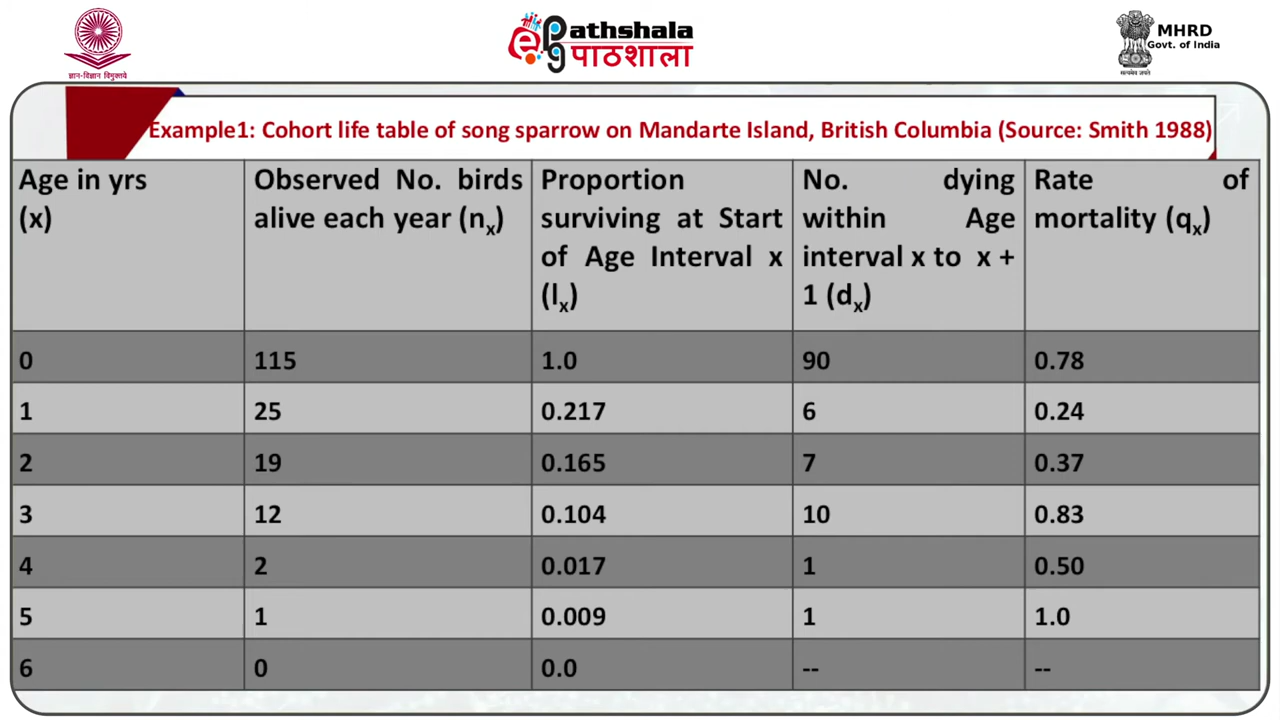 ज्ञान-विज्ञान विमुक्तये
epathshala
पाठशाला
MHRD
Govt. of India
सत्यमेव जयते
Example1: Cohort life table of song sparrow on Mandarte Island, British Columbia (Source: Smith 1988)
Age in yrs
(x)
Observed No. birds
alive each year (nx)
Proportion
surviving at Start
of Age Interval x
(lx)
No. dying
within Age
interval x to x +
1 (dx)
Rate of
mortality (qx)
0 115 1.0 90 0.78
1 25 0.217 6 0.24
2 19 0.165 7 0.37
3 12 0.104 10 0.83
4 2 0.017 1 0.50
5 1 0.009 1 1.0
6 0 0.0 -- --